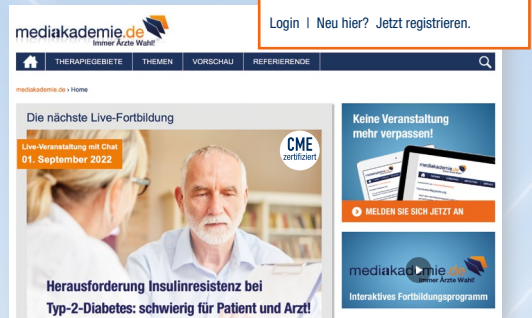 mediakademie.de
Immer Ärzte Wahl!
Login | Neu hier? Jetzt registrieren.
THERAPIEGEBIETE THEMEN VORSCHAU REFERIERENDE
mediakademie.de › Home
Die nächste Live-Fortbildung
Live-Veranstaltung mit Chat
01. September 2022
CME
zertifiziert
Herausforderung Insulinresistenz bei
Typ-2-Diabetes: schwierig für Patient und Arzt!
Keine Veranstaltung
mehr verpassen!
mediakademie.de
MELDEN SIE SICH JETZT AN
mediakademie.de
Immer Ärzte Wahl!
Interaktives Fortbildungsprogramm